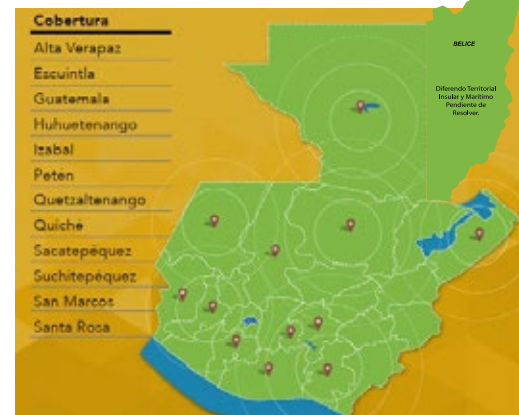 Cobertura
Alta Verapaz
Escuintla
Guatemala
Huhuetenango
Izabal
Peten
Quetzaltenango
Quiché
Sacatepéquez
Suchitepéquez
San Marcos
Santa Rosa
BELICE
Diferendo Territorial
Insular y Marítimo
Pendiente de
Resolver.